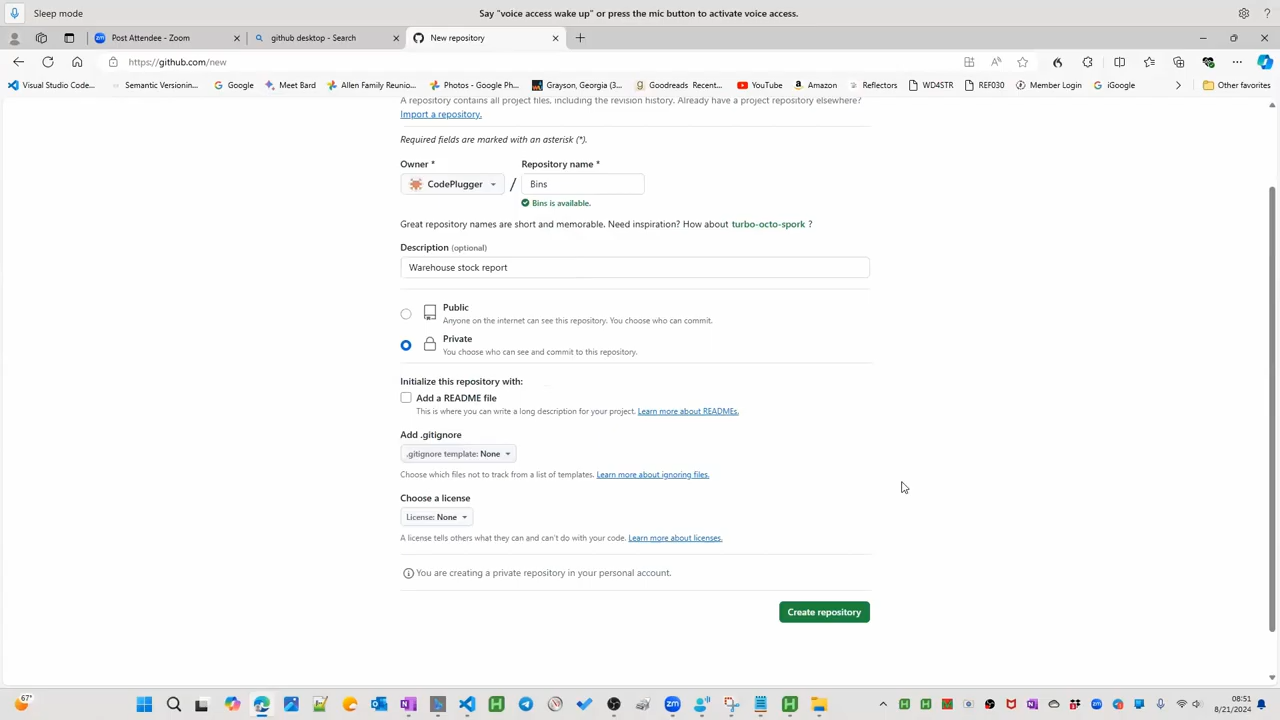 Sleep mode
Say "voice access wake up" or press the mic button to activate voice access.
Post Attendee - Zoom
github desktop - Search
New repository
https://github.com/new
Visual Studio Code...
Semantic Versionin...
Google
Meet Bard
Allen Family Reunio...
Photos - Google Ph...
Grayson, Georgia (3...
Goodreads Recent...
YouTube
Amazon
Reflectors
WD4STR
REF030
Member Login
iGoogle
Other favorites
A repository contains all project files, including the revision history. Already have a project repository elsewhere?
Import a repository.
Required fields are marked with an asterisk (*).
Owner *
Repository name *
CodePlugger
/
Bins
Bins is available.
Great repository names are short and memorable. Need inspiration? How about turbo-octo-spork ?
Description (optional)
Warehouse stock report
Public
Anyone on the internet can see this repository. You choose who can commit.
Private
You choose who can see and commit to this repository.
Initialize this repository with:
Add a README file
This is where you can write a long description for your project. Learn more about READMEs.
Add .gitignore
.gitignore template: None
Choose which files not to track from a list of templates. Learn more about ignoring files.
Choose a license
License: None
A license tells others what they can and can't do with your code. Learn more about licenses.
You are creating a private repository in your personal account.
Create repository
67°
08:51
8/21/2024